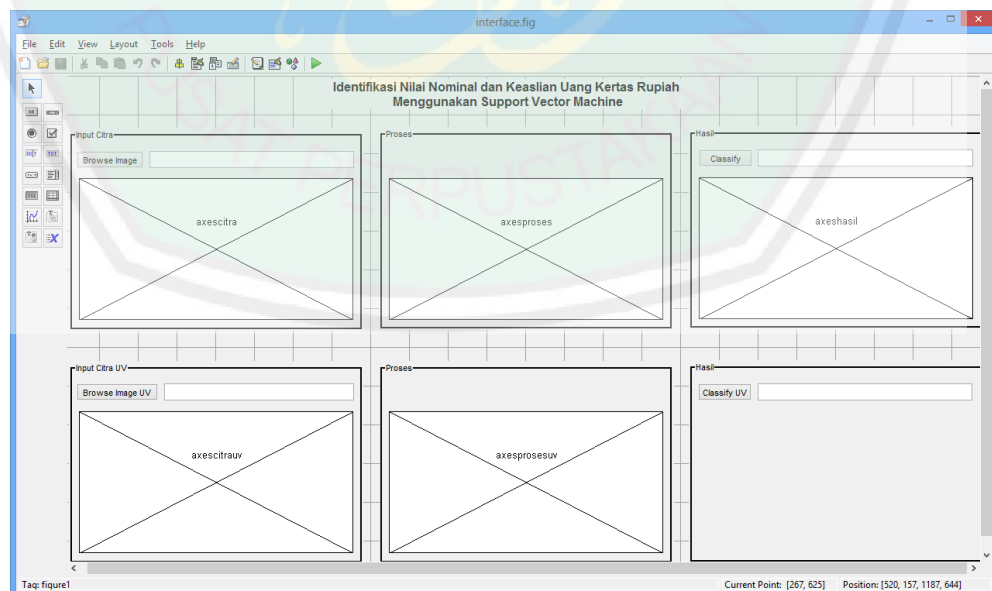 interface.fig
File Edit View Layout Tools Help
Identifikasi Nilai Nominal dan Keaslian Uang Kertas Rupiah
Menggunakan Support Vector Machine
Input Citra
Browse Image
axescitra
Proses
axesproses
Hasil
Classify
axeshasil
Input Citra UV
Browse Image UV
axescitrauv
Proses
axesprosesuv
Hasil
Classify UV
Tag: figure1
Current Point: [267, 625] Position: [520, 157, 1187, 644]
PUSAT PERPUSTAKAAN